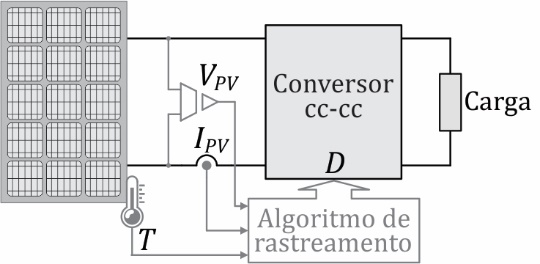 V_PV
Conversor
cc-cc
Carga
I_PV
D
Algoritmo de
rastreamento
T